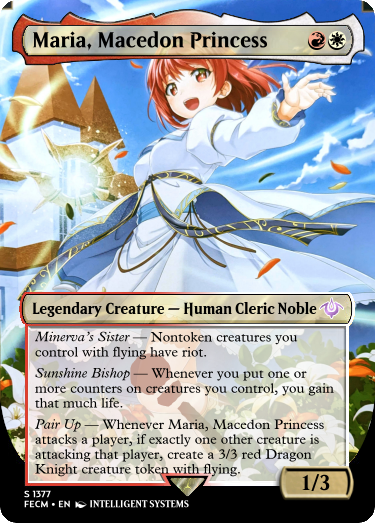 Maria, Macedon Princess
Legendary Creature — Human Cleric Noble
Minerva's Sister — Nontoken creatures you
control with flying have riot.
Sunshine Bishop — Whenever you put one or
more counters on creatures you control, you gain
that much life.
Pair Up — Whenever Maria, Macedon Princess
attacks a player, if exactly one other creature is
attacking that player, create a 3/3 red Dragon
Knight creature token with flying.
1/3
S 1377
FECM • EN INTELLIGENT SYSTEMS